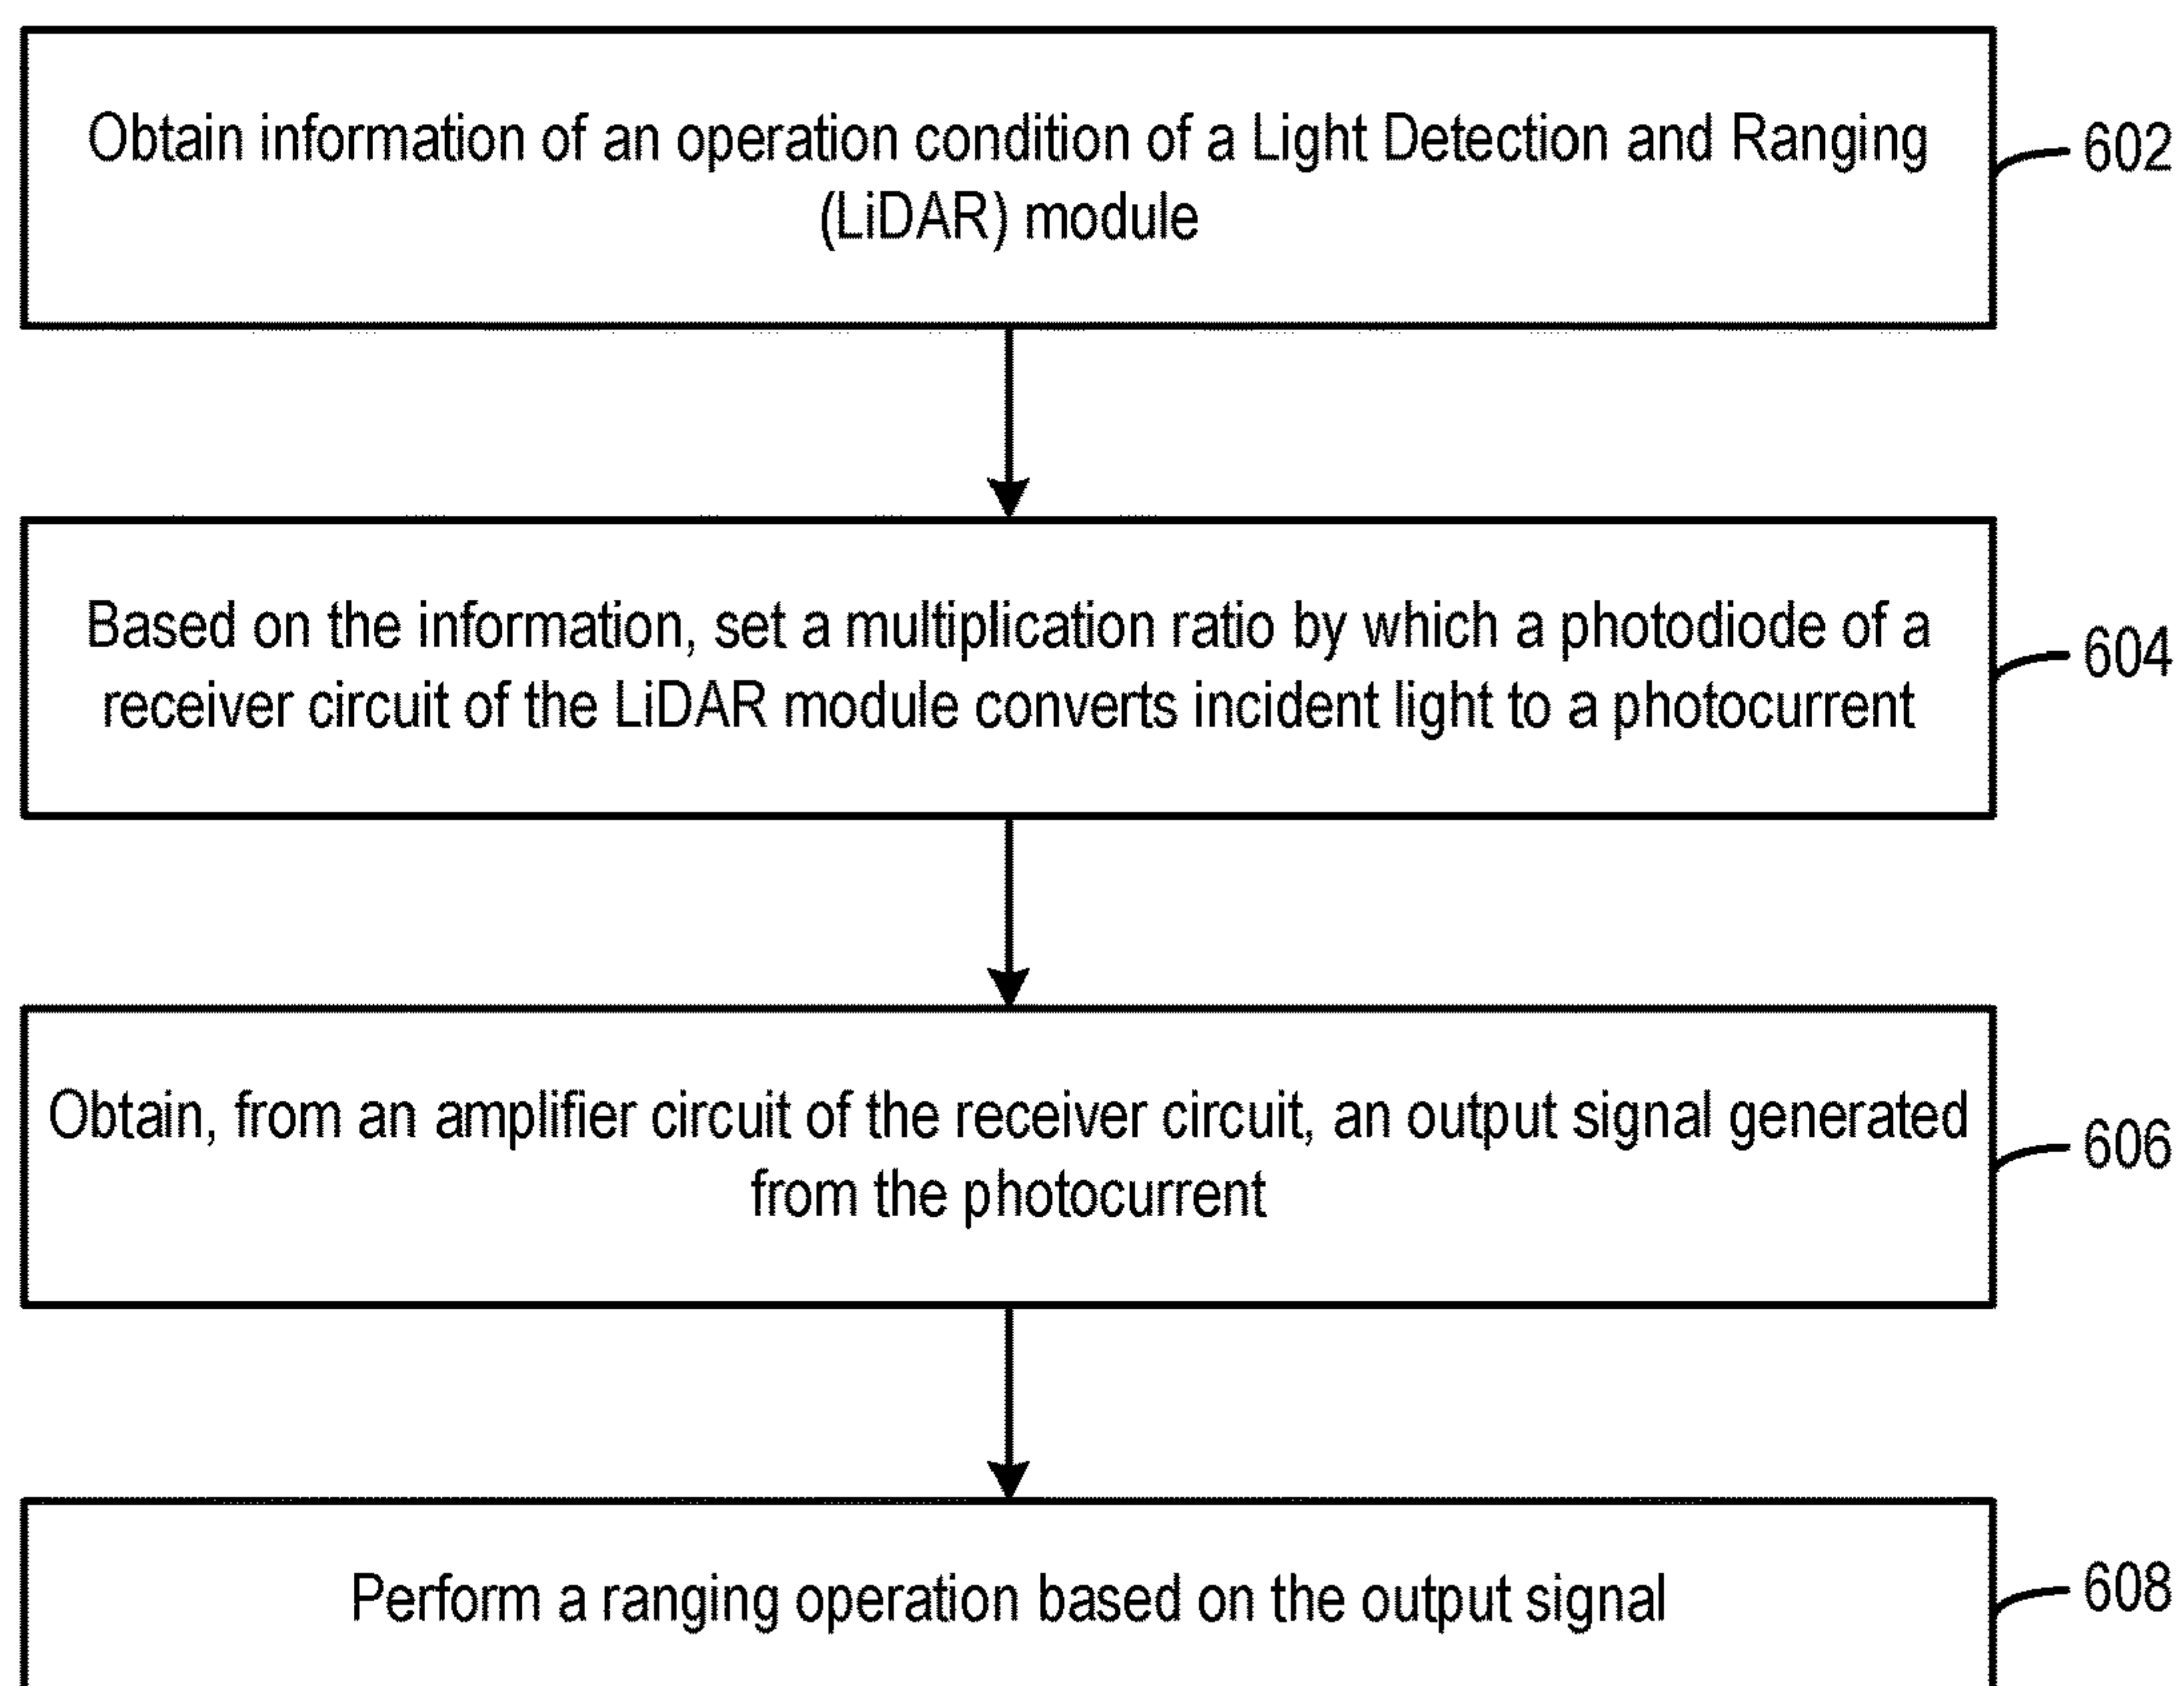 Obtain information of an operation condition of a Light Detection and Ranging
(LiDAR) module
602
Based on the information, set a multiplication ratio by which a photodiode of a
receiver circuit of the LiDAR module converts incident light to a photocurrent
604
Obtain, from an amplifier circuit of the receiver circuit, an output signal generated
from the photocurrent
606
Perform a ranging operation based on the output signal
608